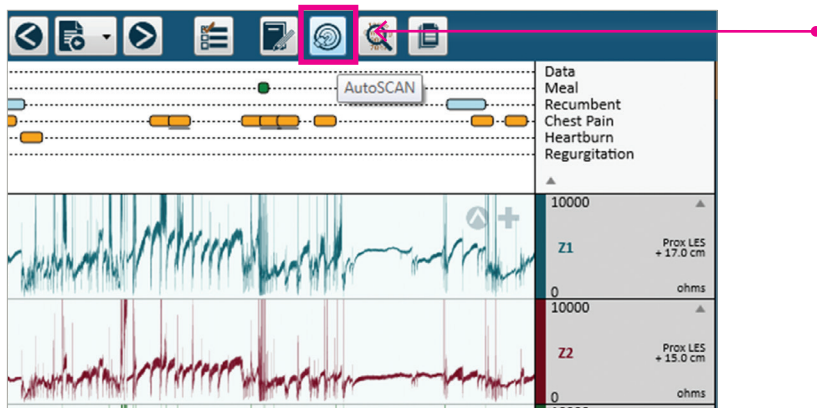 AutoSCAN
Data
Meal
Recumbent
Chest Pain
Heartburn
Regurgitation
10000
Z1
Prox LES
+ 17.0 cm
0
ohms
10000
Z2
Prox LES
+ 15.0 cm
0
ohms